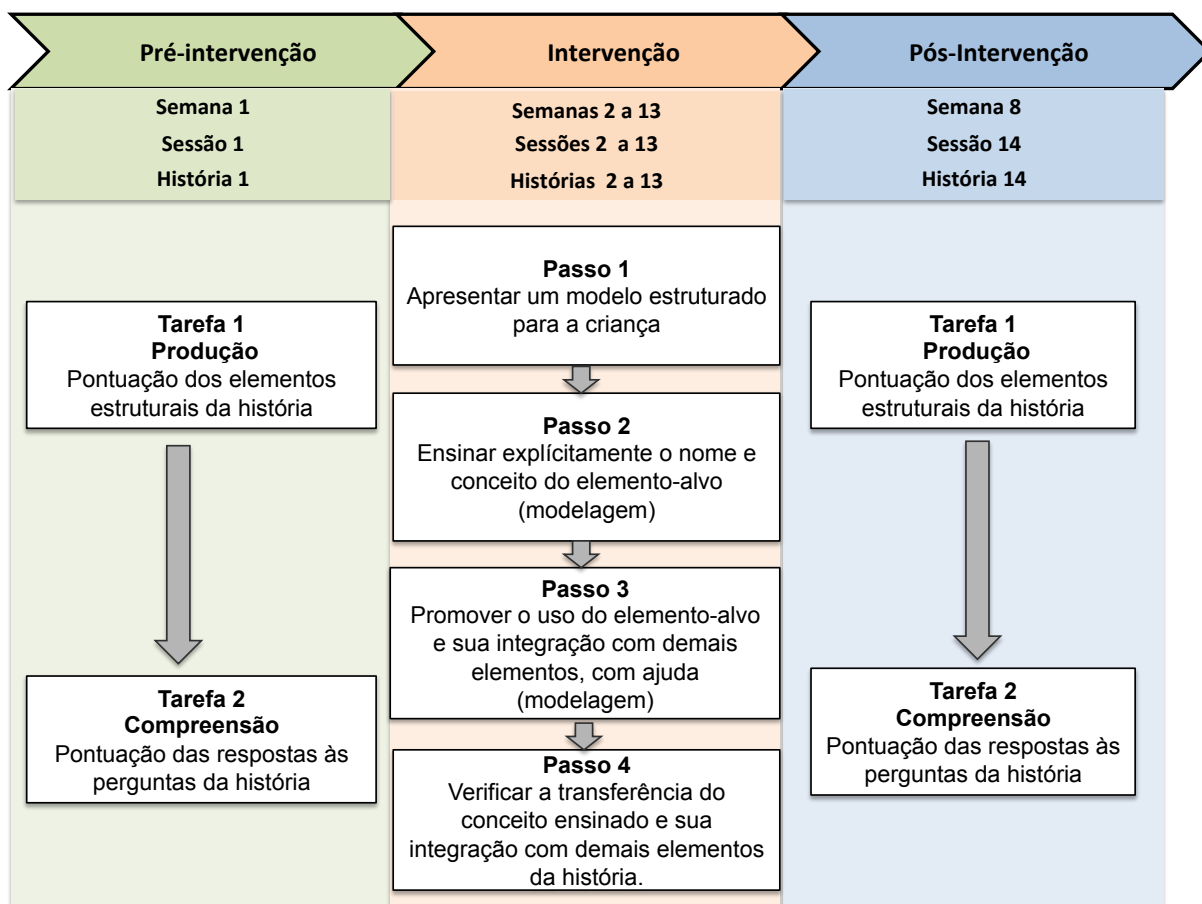 Pré-intervenção
Intervenção
Pós-Intervenção
Semana 1
Sessão 1
História 1
Semanas 2 a 13
Sessões 2 a 13
Histórias 2 a 13
Semana 8
Sessão 14
História 14
Tarefa 1
Produção
Pontuação dos elementos
estruturais da história
Tarefa 2
Compreensão
Pontuação das respostas às
perguntas da história
Passo 1
Apresentar um modelo estruturado
para a criança
Passo 2
Ensinar explícitamente o nome e
conceito do elemento-alvo
(modelagem)
Passo 3
Promover o uso do elemento-alvo
e sua integração com demais
elementos, com ajuda
(modelagem)
Passo 4
Verificar a transferência do
conceito ensinado e sua
integração com demais elementos
da história.
Tarefa 1
Produção
Pontuação dos elementos
estruturais da história
Tarefa 2
Compreensão
Pontuação das respostas às
perguntas da história